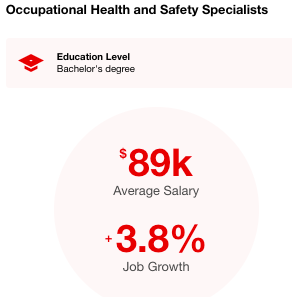 Occupational Health and Safety Specialists
Education Level
Bachelor's degree
$89k
Average Salary
+3.8%
Job Growth